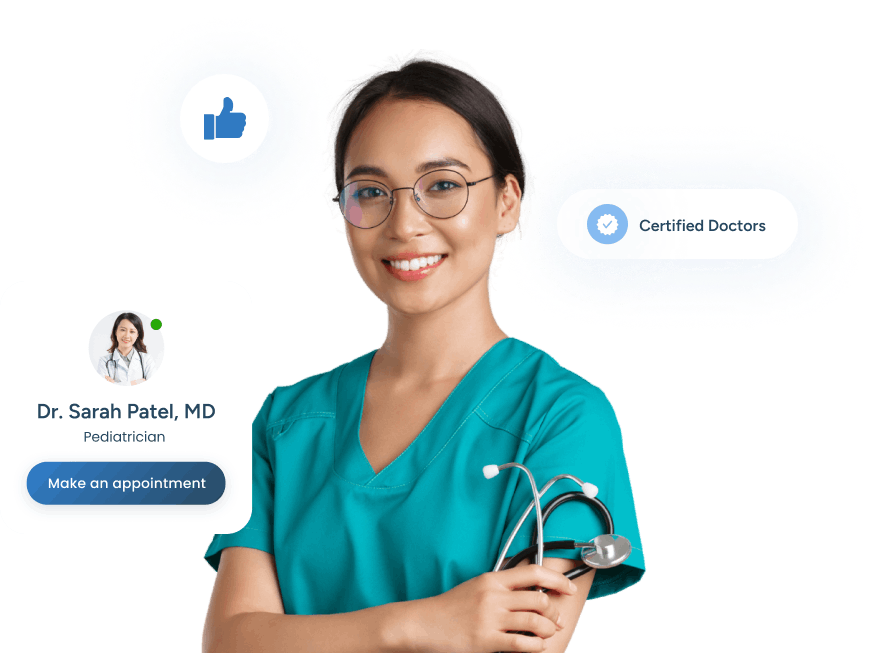 Certified Doctors
Dr. Sarah Patel, MD
Pediatrician
Make an appointment